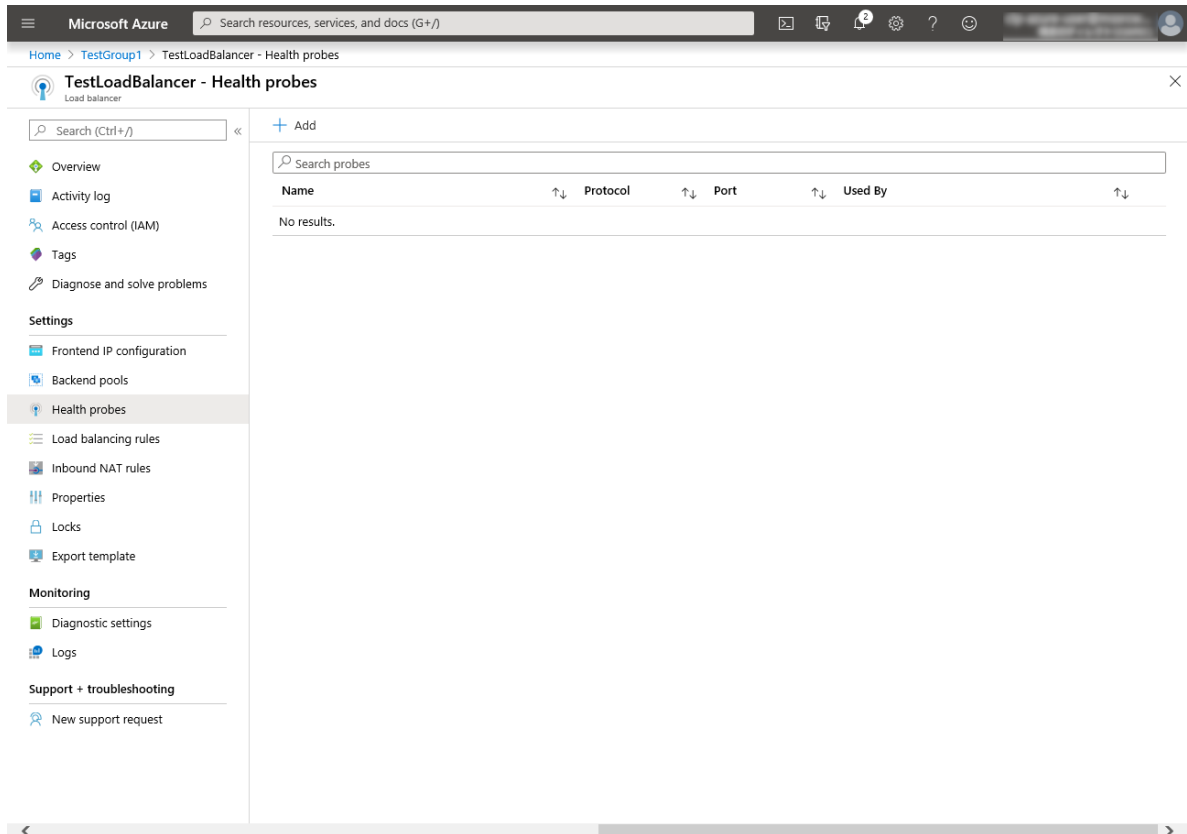 Microsoft Azure
Search resources, services, and docs (G+/)
2
Home > TestGroup1 > TestLoadBalancer - Health probes
TestLoadBalancer - Health probes
Load balancer
Search (Ctrl+/)
«
Add
Overview
Activity log
Access control (IAM)
Tags
Diagnose and solve problems
Settings
Frontend IP configuration
Backend pools
Health probes
Load balancing rules
Inbound NAT rules
Properties
Locks
Export template
Monitoring
Diagnostic settings
Logs
Support + troubleshooting
New support request
Search probes
Name Protocol Port Used By
No results.